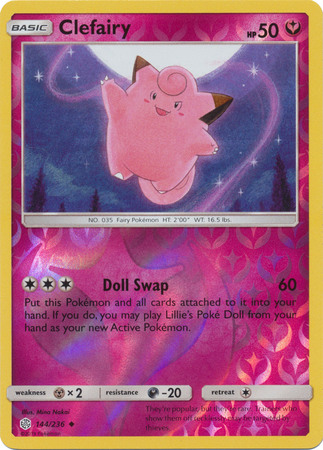 BASIC
Clefairy
HP 50
NO. 035 Fairy Pokémon HT. 2'00" WT. 16.5 lbs.
Doll Swap 60
Put this Pokémon and all cards attached to it into your
hand. If you do, you may play Lillie's Poké Doll from your
hand as your new Active Pokémon.
weakness ×2 resistance -20 retreat
Illus. Mina Nakai
144/236
They're popular, but they're rare. Trainers who
show them off recklessly may be targeted by
thieves.